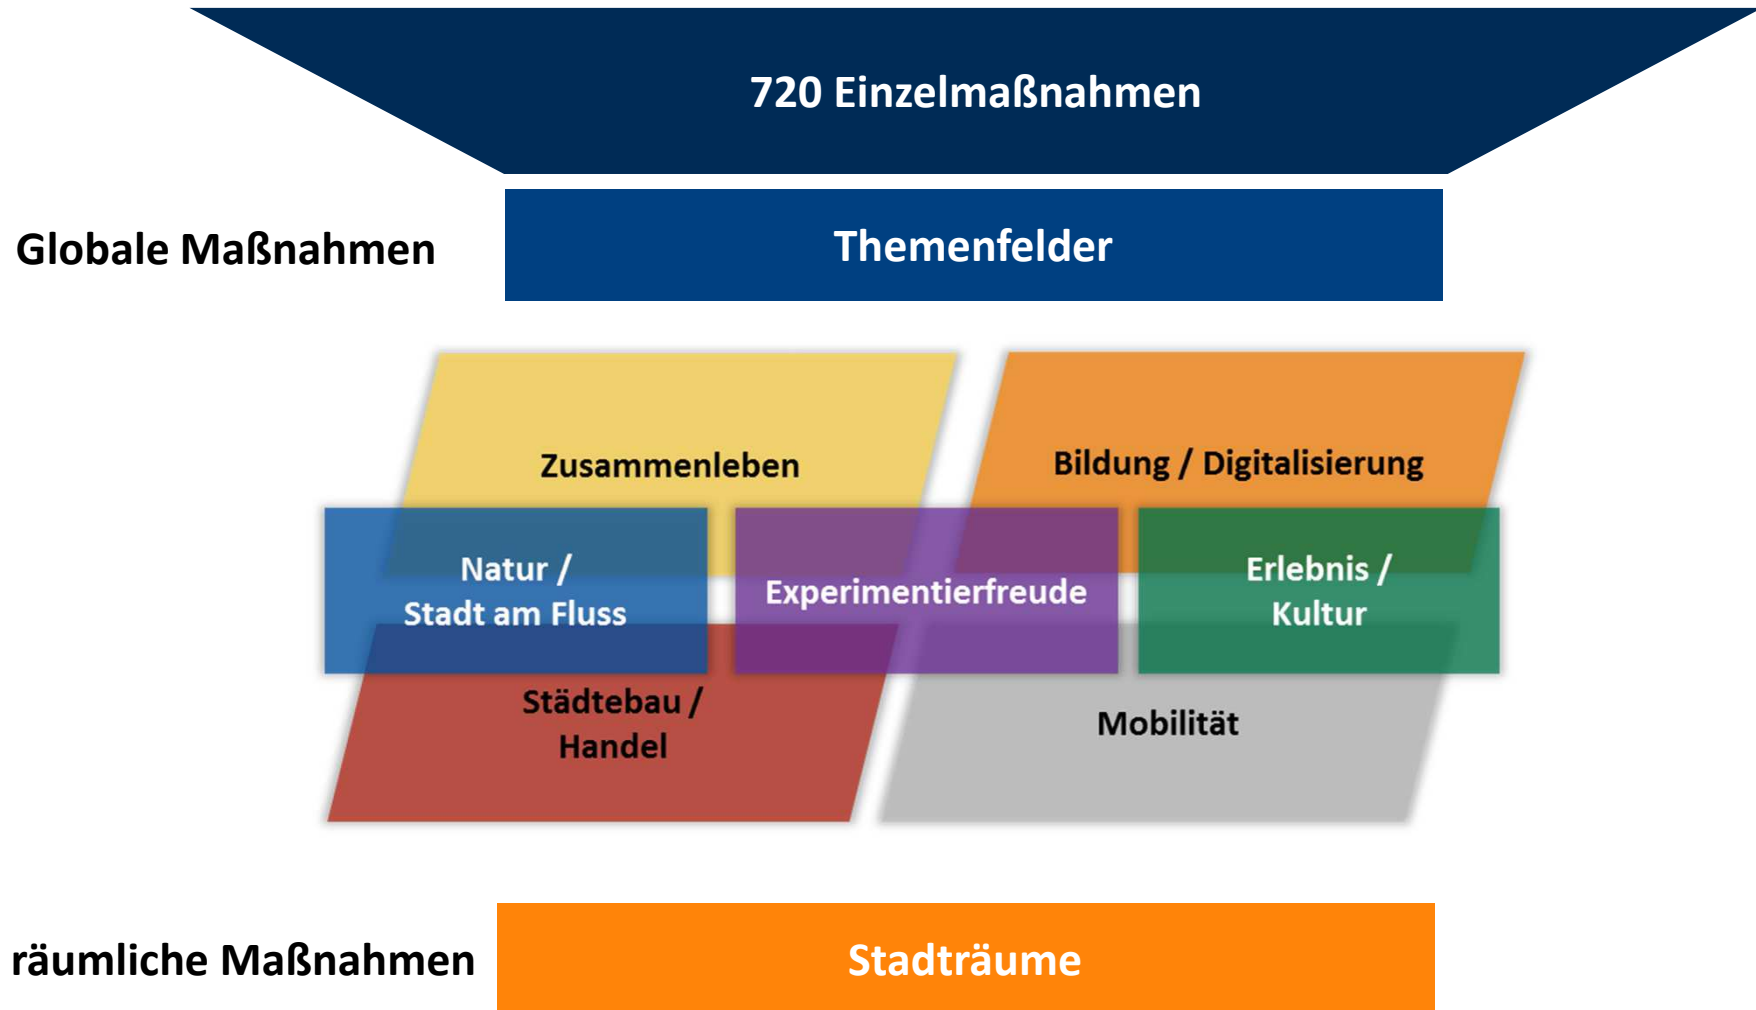 720 Einzelmaßnahmen
Globale Maßnahmen
Themenfelder
Zusammenleben
Bildung / Digitalisierung
Natur /
Stadt am Fluss
Experimentierfreude
Erlebnis /
Kultur
Städtebau /
Handel
Mobilität
räumliche Maßnahmen
Stadträume